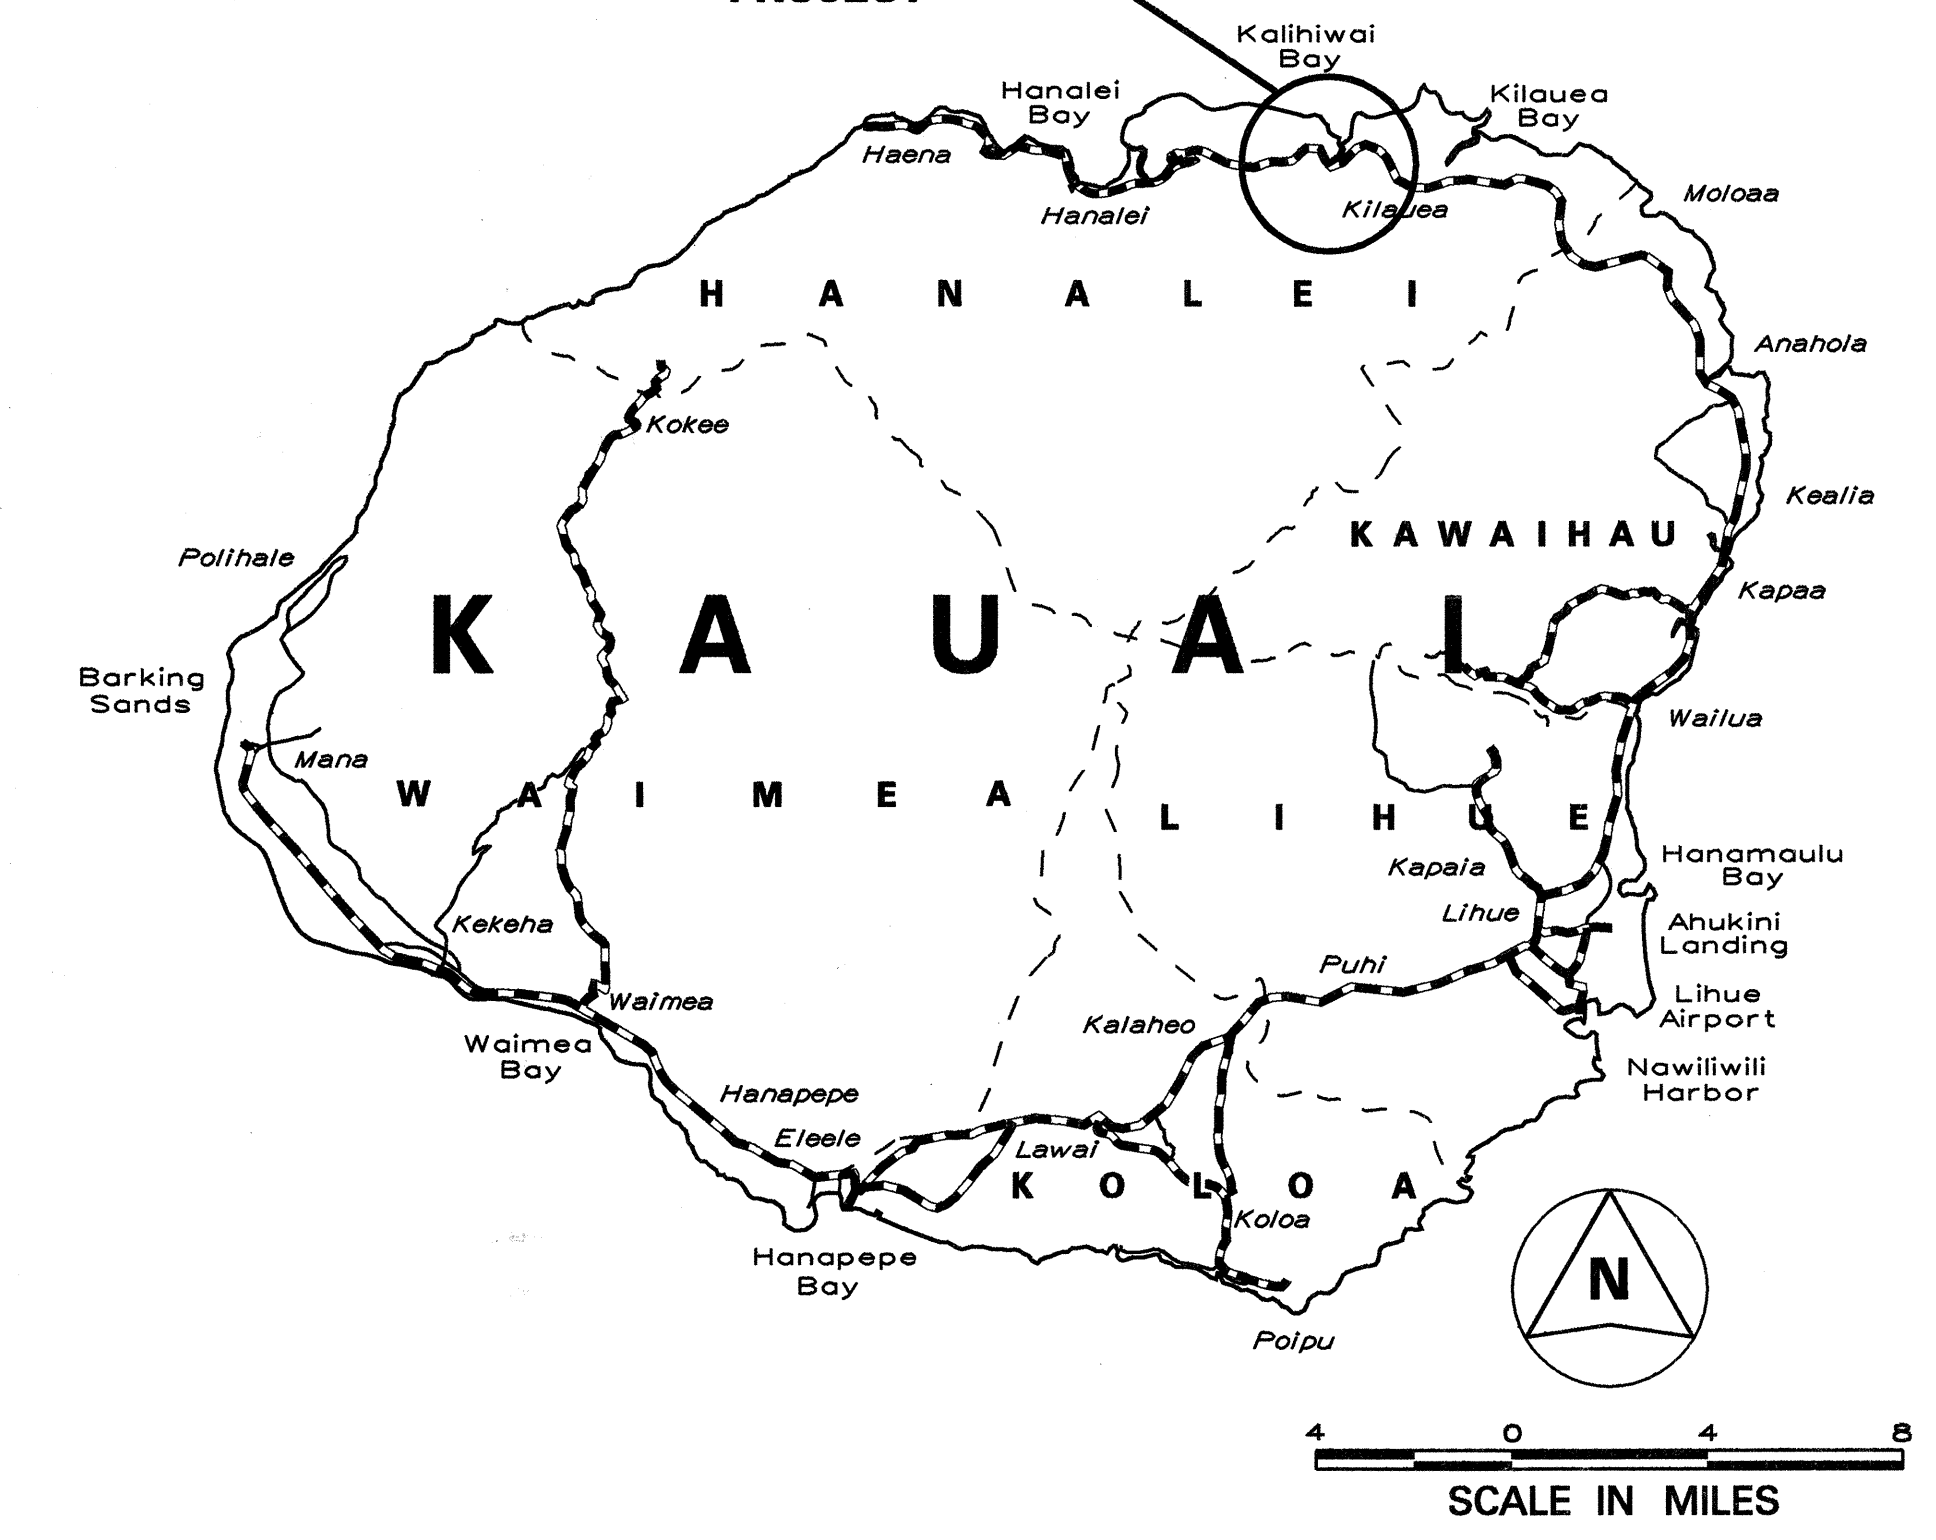 Kalihiwai
Bay
Hanalei
Bay
Kilauea
Bay
Haena
Hanalei
Kilauea
Moloaa
H A N A L E I
Anahola
Kokee
Kealia
K A W A I H A U
Polihale
Kapaa
K A U A I
Barking
Sands
Wailua
Mana
W A I M E A
L I H U E
Hanamaulu
Bay
Kapaia
Kekeha
Lihue
Ahukini
Landing
Puhi
Waimea
Lihue
Airport
Kalaheo
Waimea
Bay
Nawiliwili
Harbor
Hanapepe
Eleele
Lawai
K O L O A
Koloa
Hanapepe
Bay
N
Poipu
4 0 4 8
SCALE IN MILES